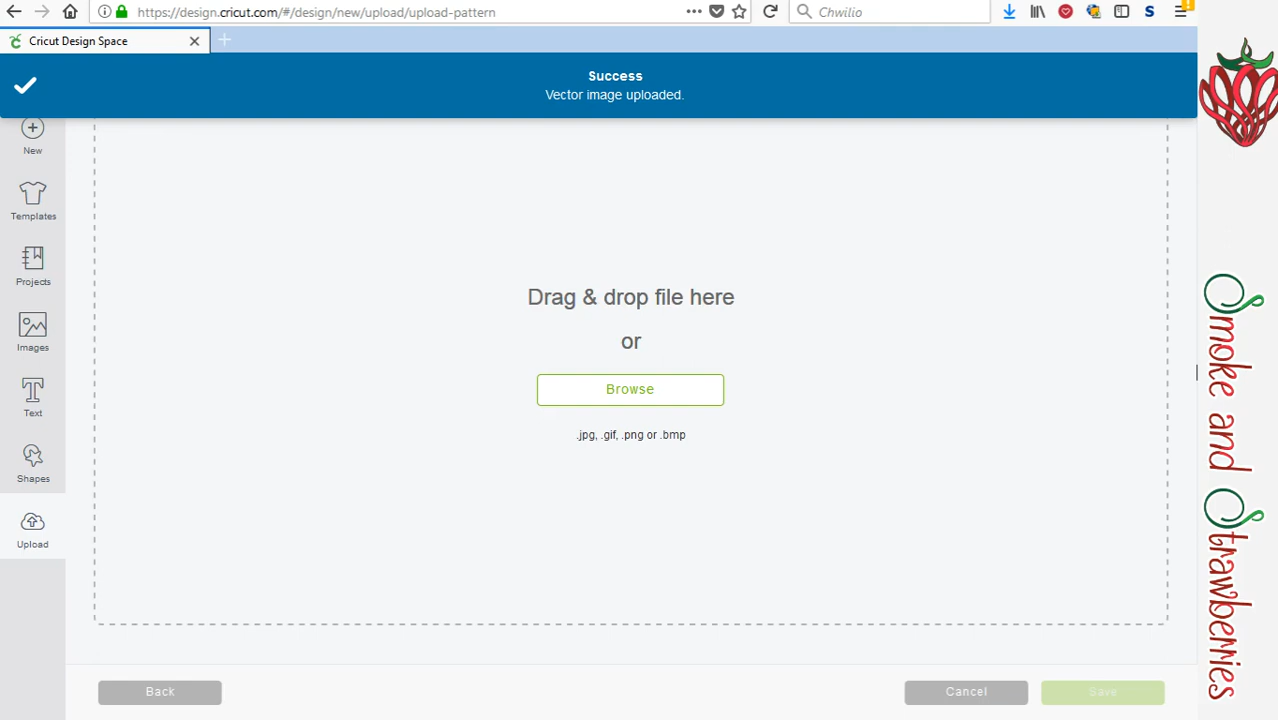 https://design.cricut.com/#/design/new/upload/upload-pattern
Chwilio
S
Cricut Design Space
Success
Vector image uploaded.
New
Templates
Projects
Images
Text
Shapes
Upload
Drag & drop file here
or
Browse
.jpg, .gif, .png or .bmp
Back
Cancel
Save
Smoke and Strawberries